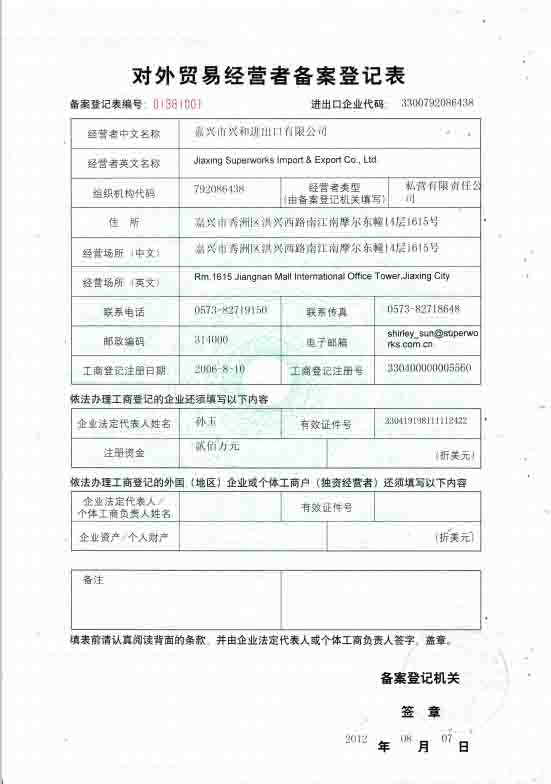 对外贸易经营者备案登记表
备案登记表编号: 01381001 进出口企业代码: 3300792086438
经营者中文名称 嘉兴市兴和进出口有限公司
经营者英文名称 Jiaxing Superworks Import & Export Co., Ltd.
组织机构代码 792086438 经营者类型 私营有限责任公
(由备案登记机关填写) 司
住 所 嘉兴市秀洲区洪兴西路南江南摩尔东幢14层1615号
经营场所（中文） 嘉兴市秀洲区洪兴西路南江南摩尔东幢14层1615号
经营场所（英文） Rm.1615 Jiangnan Mall International Office Tower,Jiaxing City
联系电话 0573-82719150 联系传真 0573-82718648
邮政编码 314000 电子邮箱 shirley_sun@superwo
rks.com.cn
工商登记注册日期 2006-8-10 工商登记注册号 330400000005560
依法办理工商登记的企业还须填写以下内容
企业法定代表人姓名 孙玉 有效证件号 330419198111112422
注册资金 贰佰万元 (折美元)
依法办理工商登记的外国（地区）企业或个体工商户（独资经营者）还须填写以下内容
企业法定代表人／
个体工商负责人姓名 有效证件号
企业资产／个人财产 (折美元)
备注
填表前请认真阅读背面的条款，并由企业法定代表人或个体工商负责人签字、盖章。
备案登记机关
签 章
2012 年 08 月 07 日